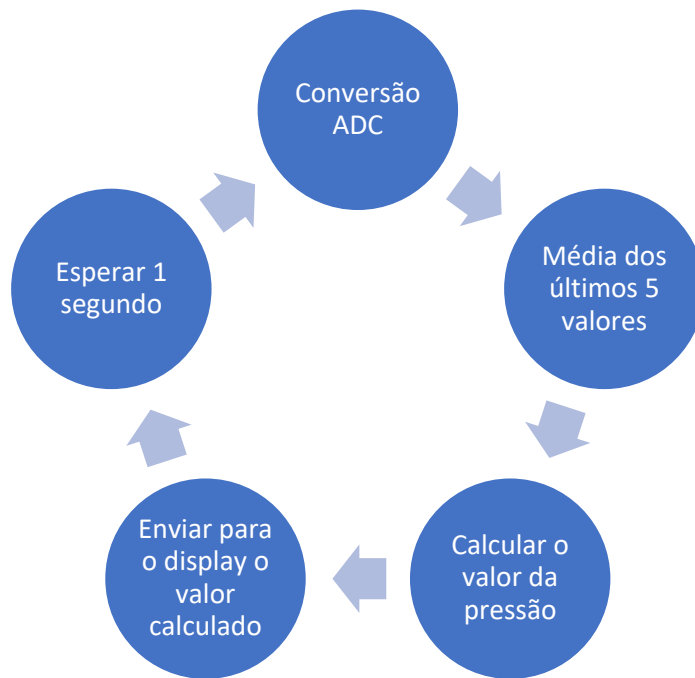 Conversão
ADC
Média dos
últimos 5
valores
Calcular o
valor da
pressão
Enviar para
o display o
valor
calculado
Esperar 1
segundo